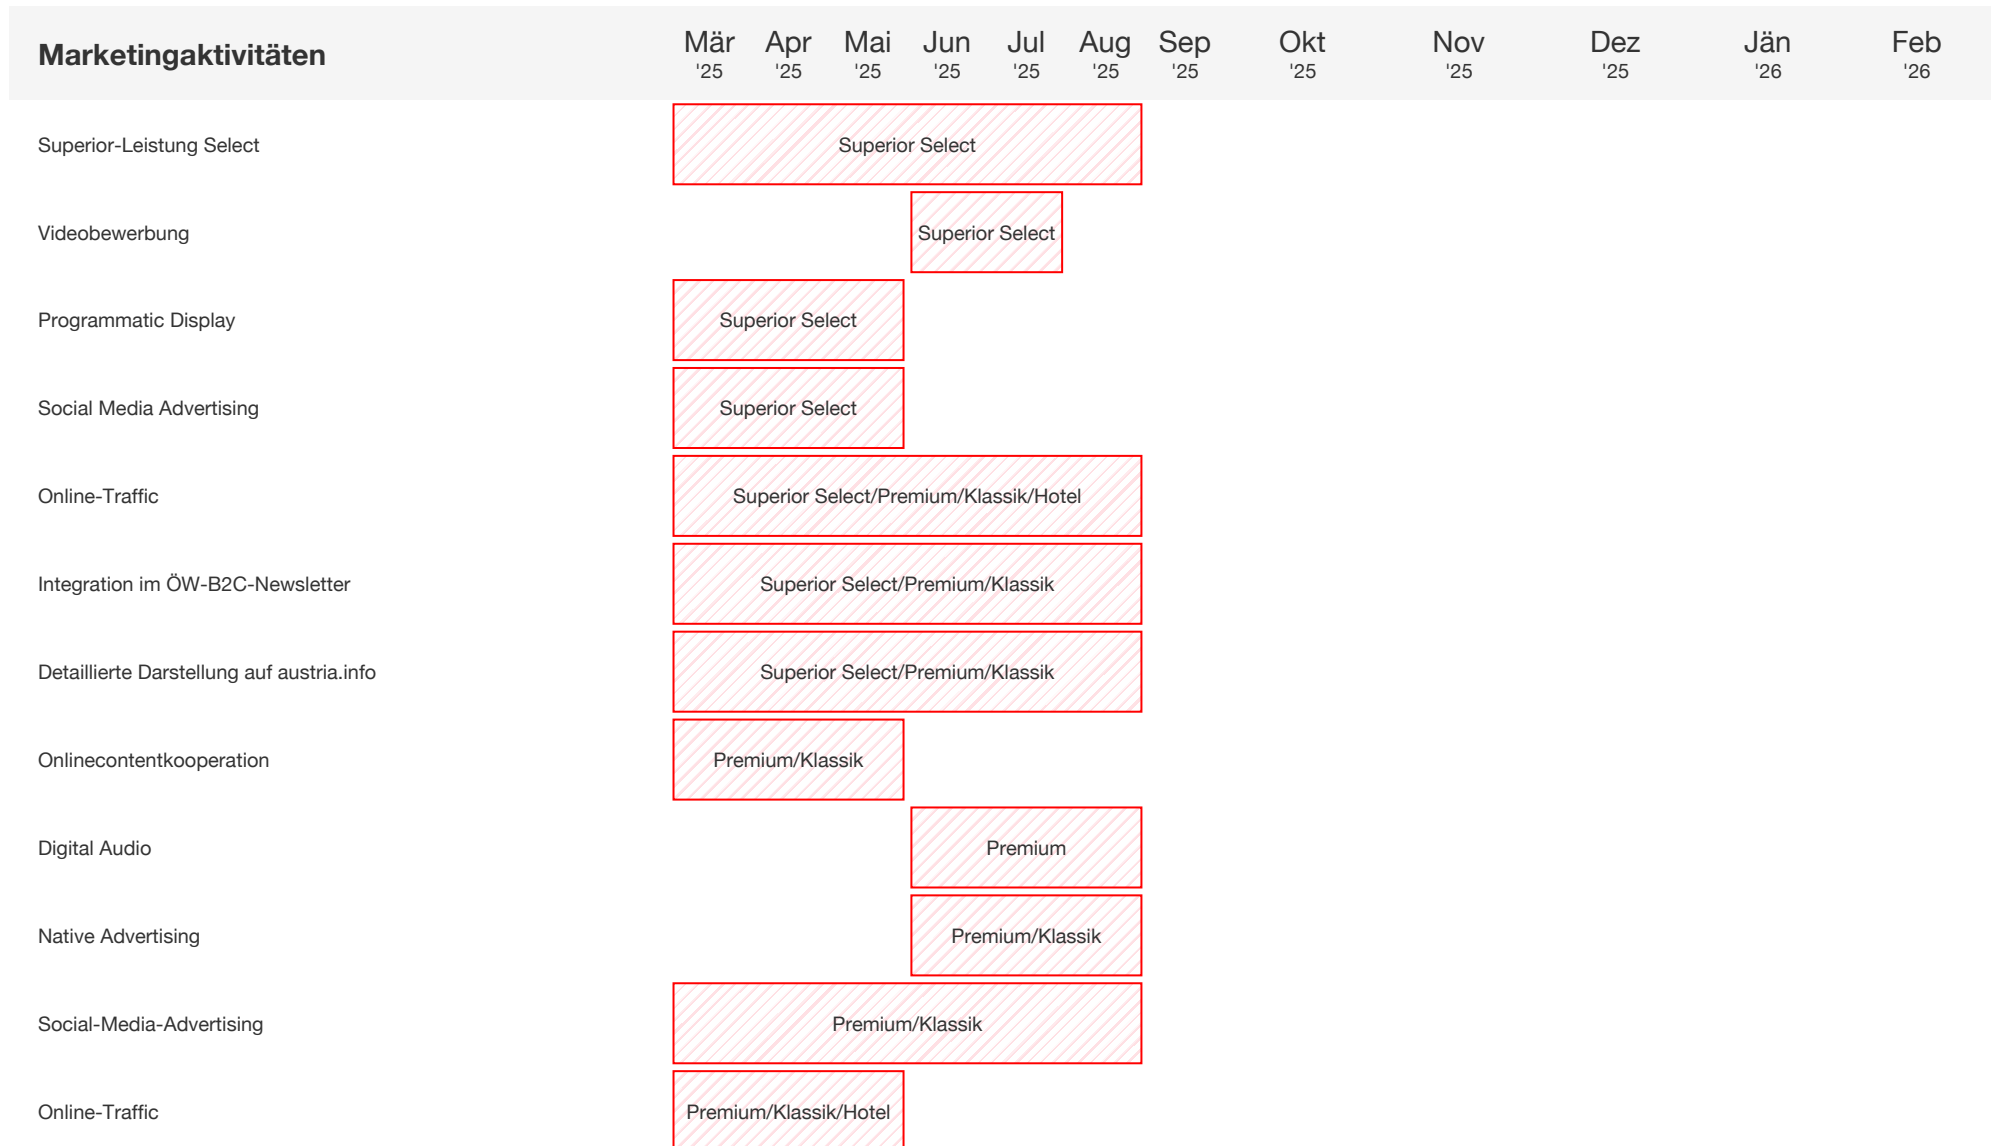 Marketingaktivitäten Mär Apr Mai Jun Jul Aug Sep Okt Nov Dez Jän Feb
'25 '25 '25 '25 '25 '25 '25 '25 '25 '25 '26 '26
Superior-Leistung Select Superior Select
Videobewerbung Superior Select
Programmatic Display Superior Select
Social Media Advertising Superior Select
Online-Traffic Superior Select/Premium/Klassik/Hotel
Integration im ÖW-B2C-Newsletter Superior Select/Premium/Klassik
Detaillierte Darstellung auf austria.info Superior Select/Premium/Klassik
Onlinecontentkooperation Premium/Klassik
Digital Audio Premium
Native Advertising Premium/Klassik
Social-Media-Advertising Premium/Klassik
Online-Traffic Premium/Klassik/Hotel